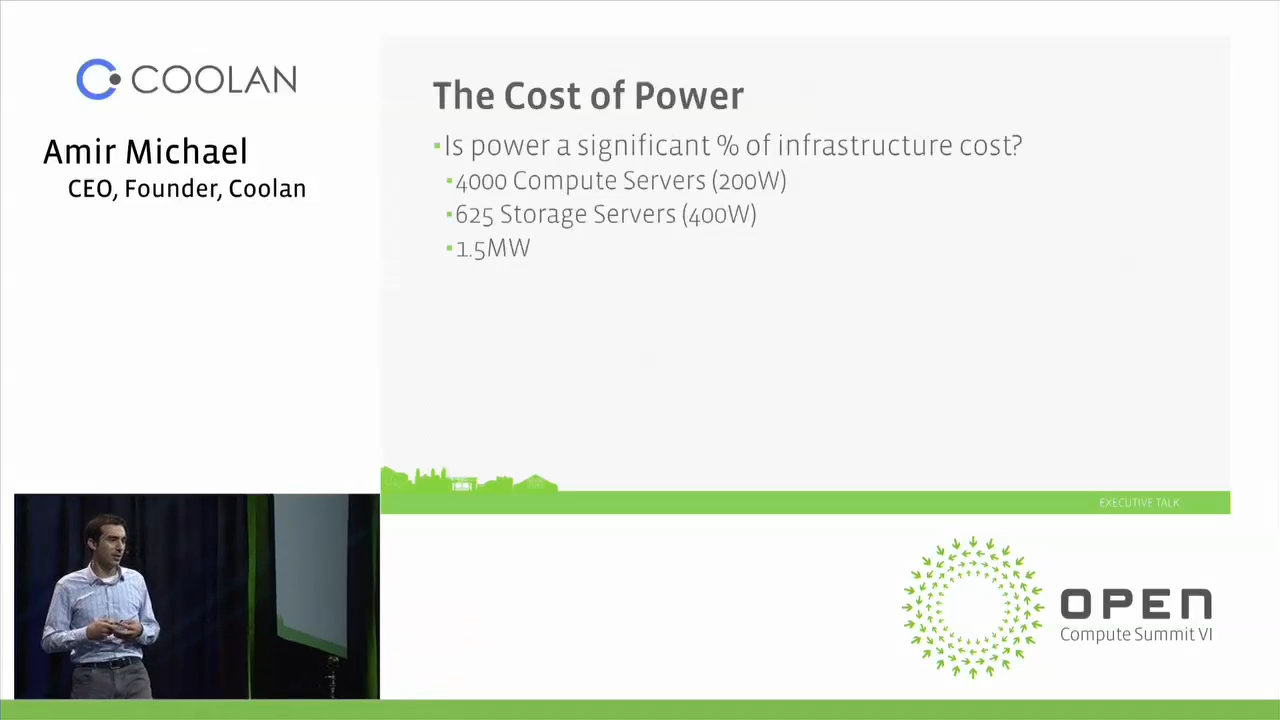 COOLAN
Amir Michael
CEO, Founder, Coolan
The Cost of Power
▪Is power a significant % of infrastructure cost?
▪4000 Compute Servers (200W)
▪625 Storage Servers (400W)
▪1.5MW
EXECUTIVE TALK
OPEN
Compute Summit VI